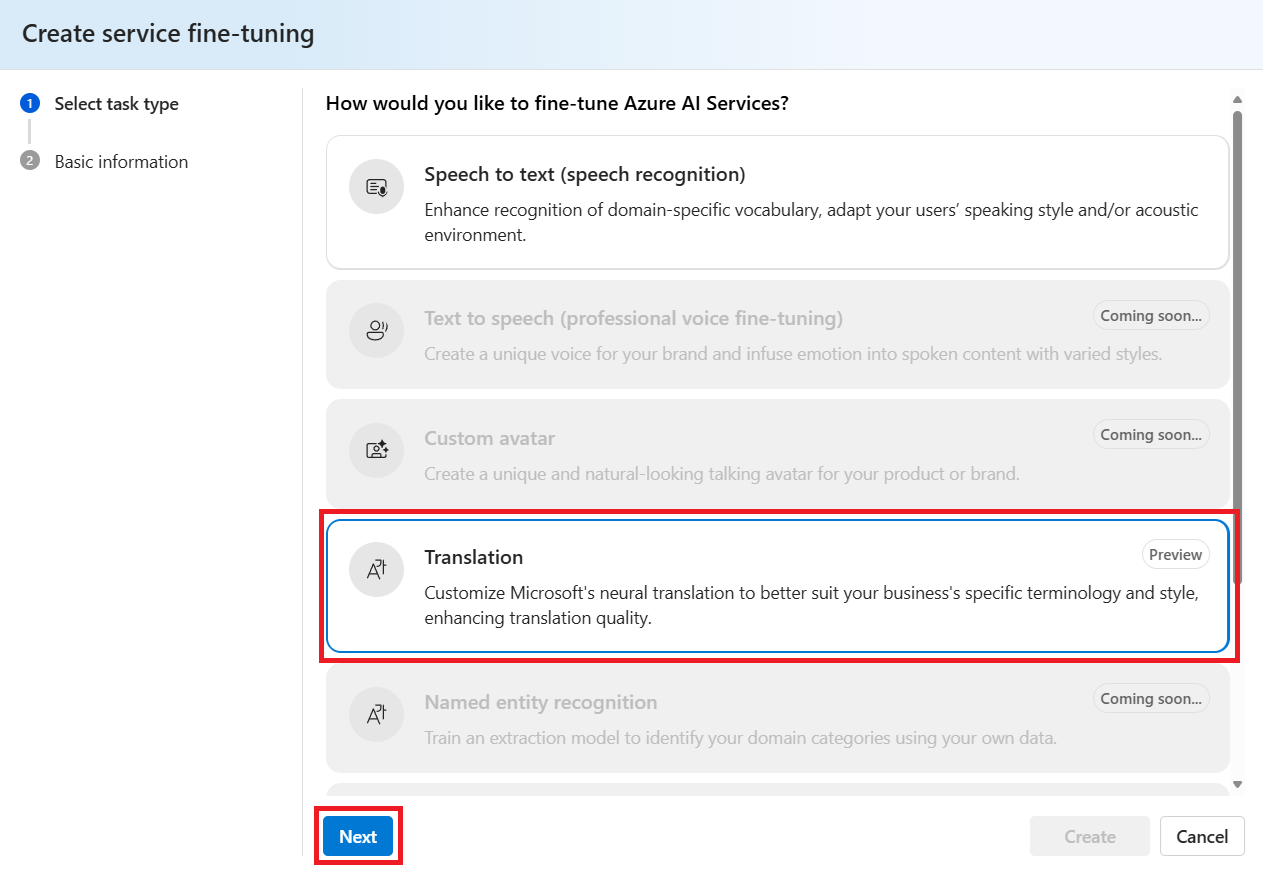 Create service fine-tuning
1 Select task type
2 Basic information
How would you like to fine-tune Azure AI Services?
Speech to text (speech recognition)
Enhance recognition of domain-specific vocabulary, adapt your users’ speaking style and/or acoustic
environment.
Text to speech (professional voice fine-tuning)
Coming soon...
Create a unique voice for your brand and infuse emotion into spoken content with varied styles.
Custom avatar
Coming soon...
Create a unique and natural-looking talking avatar for your product or brand.
Translation
Preview
Customize Microsoft's neural translation to better suit your business's specific terminology and style,
enhancing translation quality.
Named entity recognition
Coming soon...
Train an extraction model to identify your domain categories using your own data.
Next
Create
Cancel